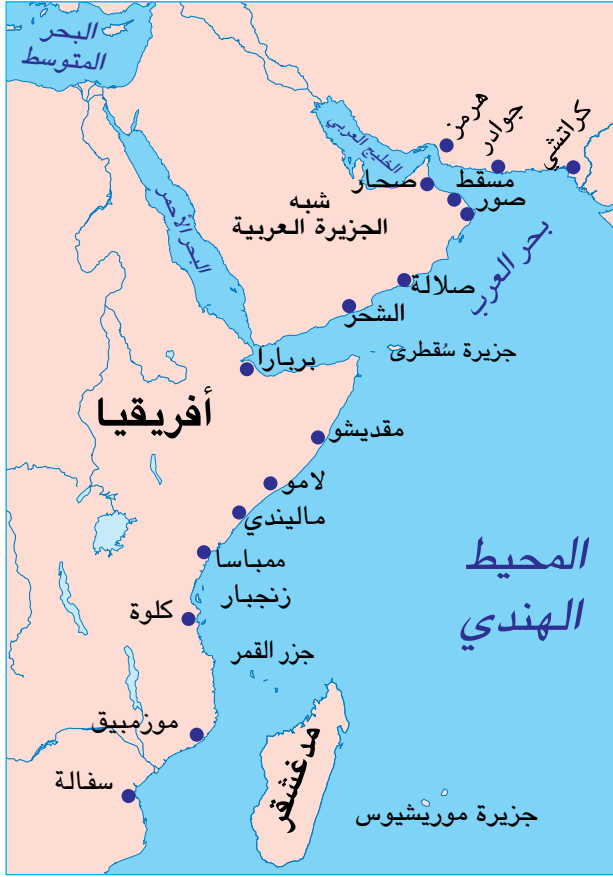 البحر
المتوسط
هرمز
جوادر
كراتشي
الخليج العربي
صحار
مسقط
صور
شبه
الجزيرة العربية
البحر الأحمر
بحر العرب
صلالة
الشحر
جزيرة سُقطرى
بربارا
أفريقيا
مقديشو
لامو
ماليندي
ممباسا
زنجبار
المحيط
الهندي
كلوة
جزر القمر
موزمبيق
مدغشقر
سفالة
جزيرة موريشيوس